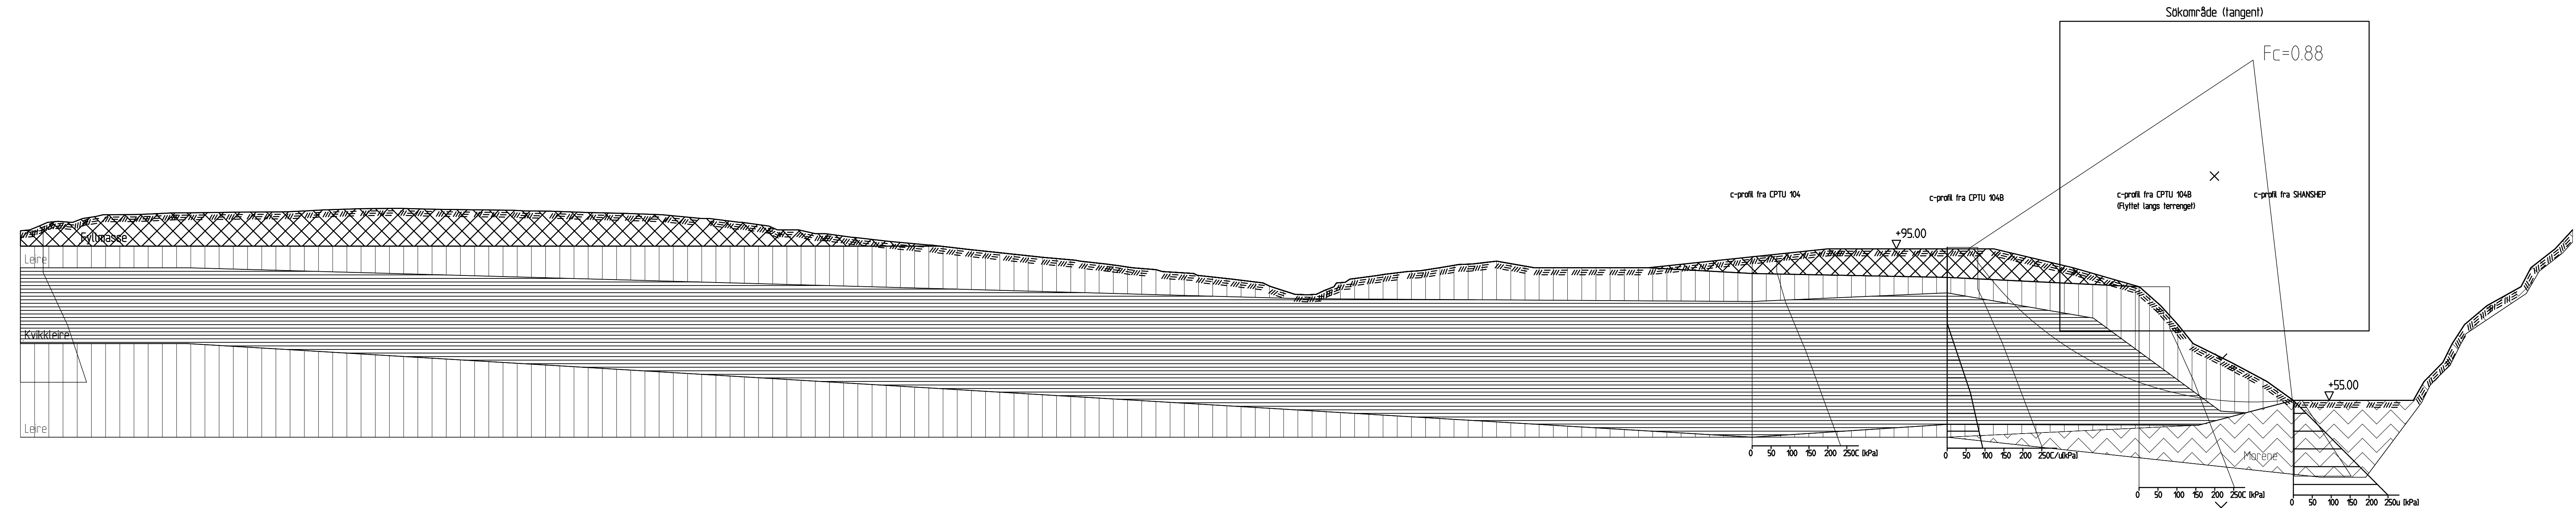 Sökområde (tangent)
Fc=0.88
c-profil fra CPTU 104
c-profil fra CPTU 104B
c-profil fra CPTU 104B
(Flyttet langs terrenget)
c-profil fra SHANSHEP
Fyllmasse
+95.00
Leire
Kvikkleire
+55.00
Leire
Morene
0 50 100 150 200 250C [kPa]
0 50 100 150 200 250C/u[kPa]
0 50 100 150 200 250C [kPa]
0 50 100 150 200 250u [kPa]